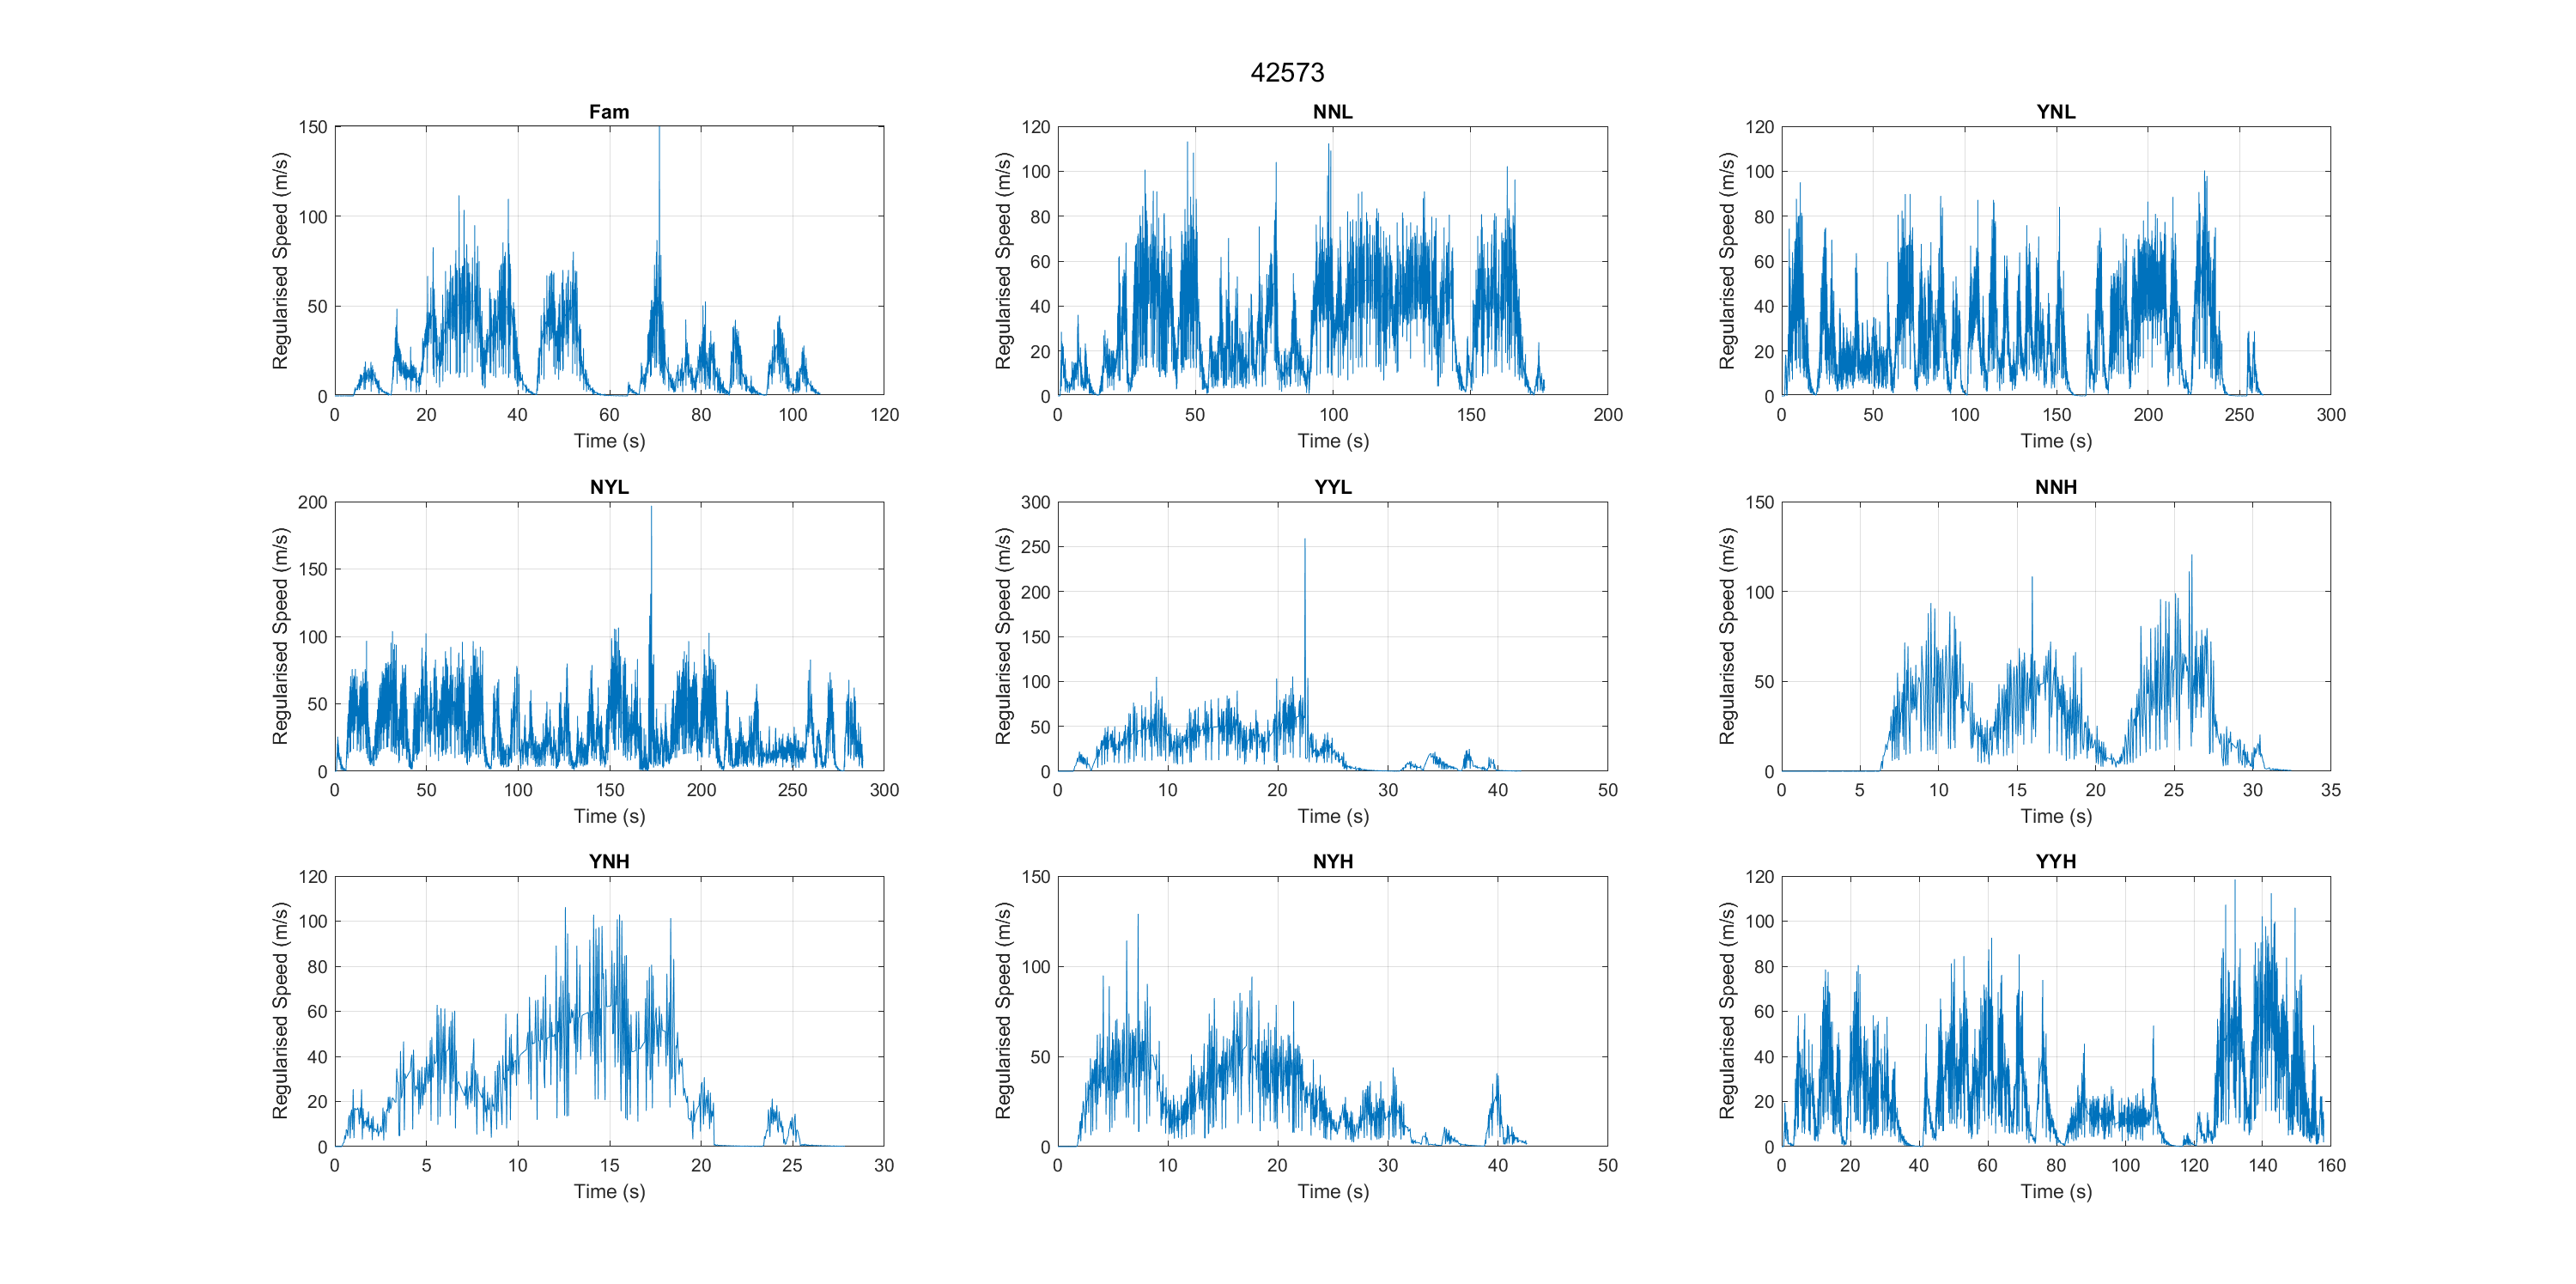 42573
Fam
NNL
YNL
Regularised Speed (m/s)
150
100
50
0
0 20 40 60 80 100 120
Time (s)
Regularised Speed (m/s)
120
100
80
60
40
20
0
0 50 100 150 200
Time (s)
Regularised Speed (m/s)
120
100
80
60
40
20
0
0 50 100 150 200 250 300
Time (s)
NYL
YYL
NNH
Regularised Speed (m/s)
200
150
100
50
0
0 50 100 150 200 250 300
Time (s)
Regularised Speed (m/s)
300
250
200
150
100
50
0
0 10 20 30 40 50
Time (s)
Regularised Speed (m/s)
150
100
50
0
0 5 10 15 20 25 30 35
Time (s)
YNH
NYH
YYH
Regularised Speed (m/s)
120
100
80
60
40
20
0
0 5 10 15 20 25 30
Time (s)
Regularised Speed (m/s)
150
100
50
0
0 10 20 30 40 50
Time (s)
Regularised Speed (m/s)
120
100
80
60
40
20
0
0 20 40 60 80 100 120 140 160
Time (s)